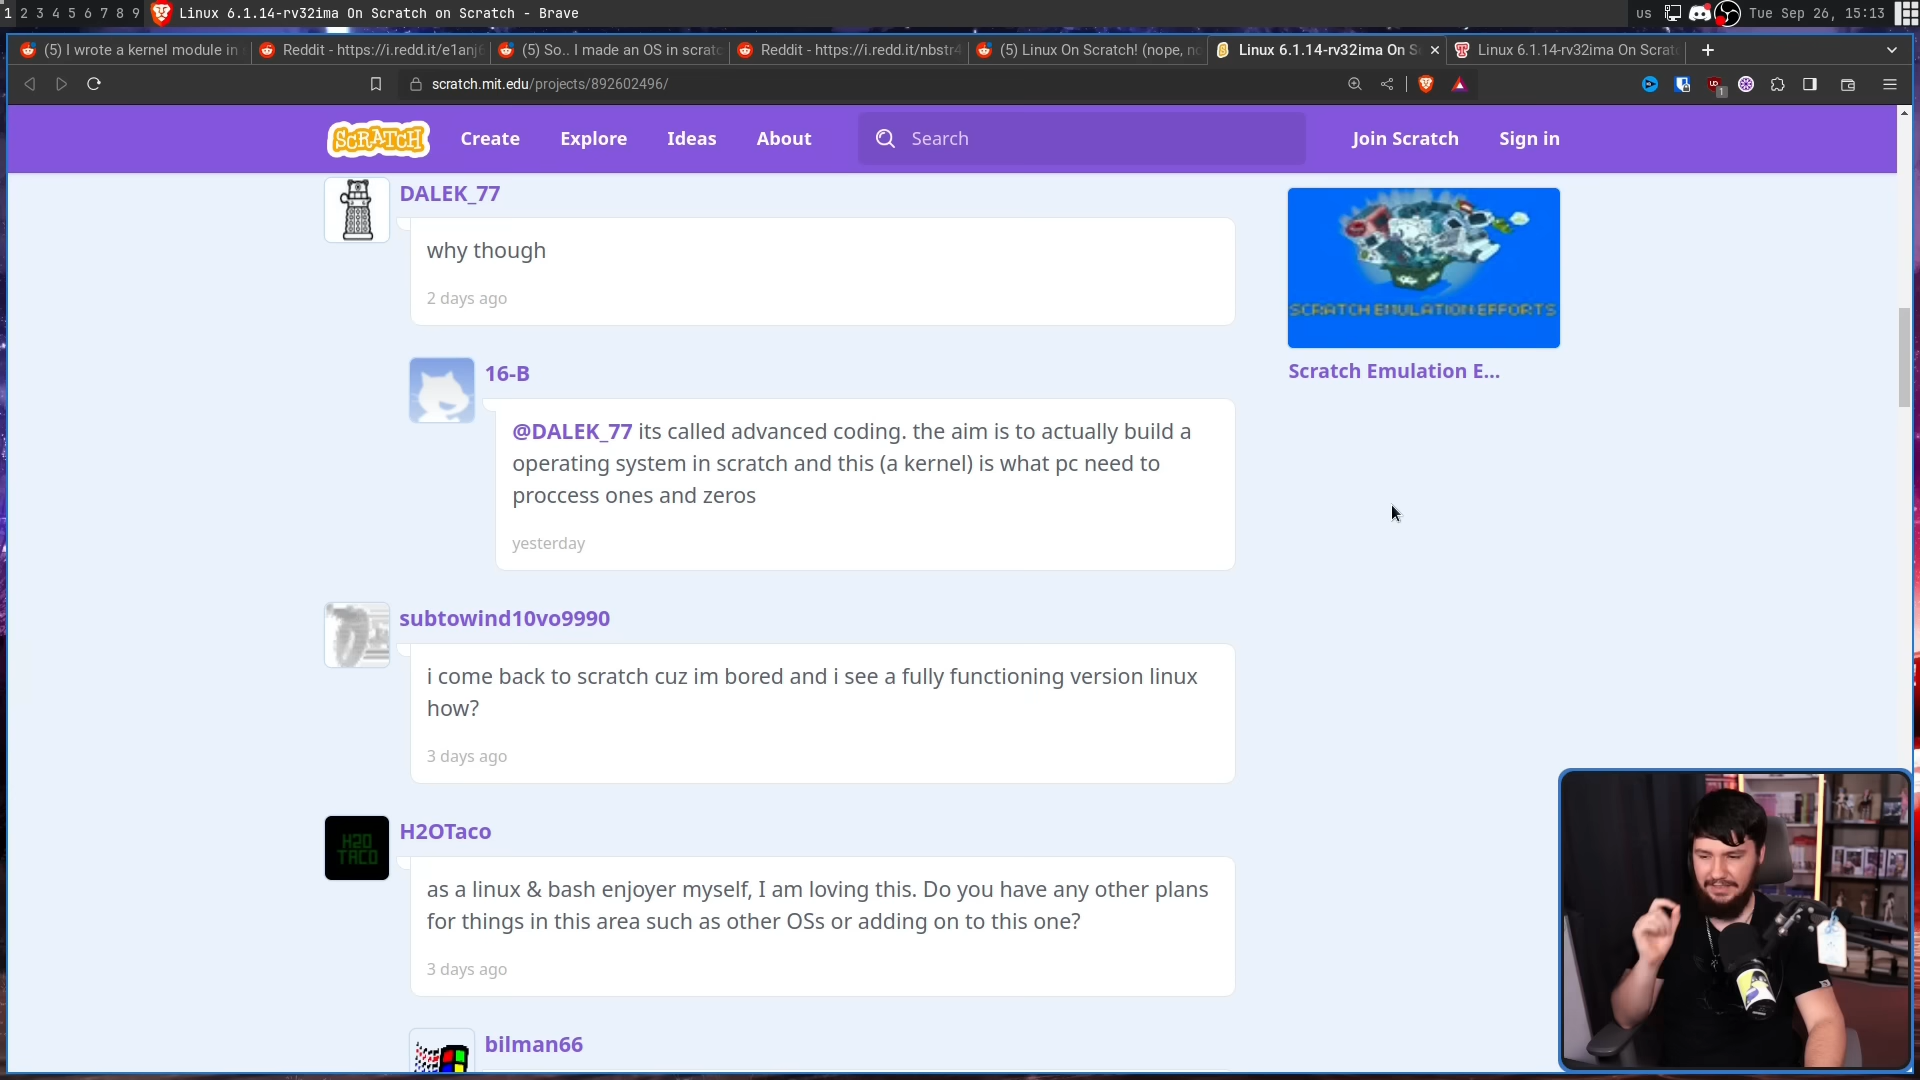 1 2 3 4 5 6 7 8 9 Linux 6.1.14-rv32ima On Scratch on Scratch - Brave
us Tue Sep 26, 15:13
(5) I wrote a kernel module in
Reddit - https://i.redd.it/e1anj
(5) So.. I made an OS in scratc
Reddit - https://i.redd.it/nbstr4
(5) Linux On Scratch! (nope, no
Linux 6.1.14-rv32ima On S
Linux 6.1.14-rv32ima On Scrat
scratch.mit.edu/projects/892602496/
SCRATCH
Create
Explore
Ideas
About
Search
Join Scratch
Sign in
DALEK_77
why though
2 days ago
SCRATCH EMULATION EFFORTS
Scratch Emulation E...
16-B
@DALEK_77 its called advanced coding. the aim is to actually build a
operating system in scratch and this (a kernel) is what pc need to
proccess ones and zeros
yesterday
subtowind10vo9990
i come back to scratch cuz im bored and i see a fully functioning version linux
how?
3 days ago
H2O
TACO
H2OTaco
as a linux & bash enjoyer myself, I am loving this. Do you have any other plans
for things in this area such as other OSs or adding on to this one?
3 days ago
bilman66